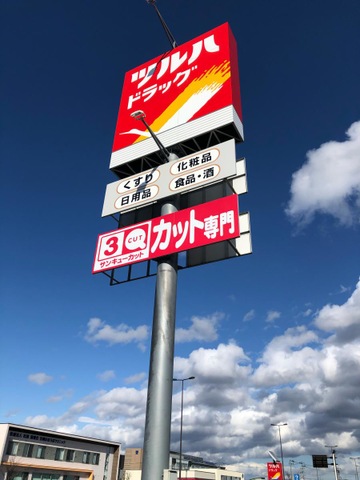 ツルハ
ドラッグ
くすり 化粧品
日用品 食品・酒
3Q CUT カット専門
サンキューカット